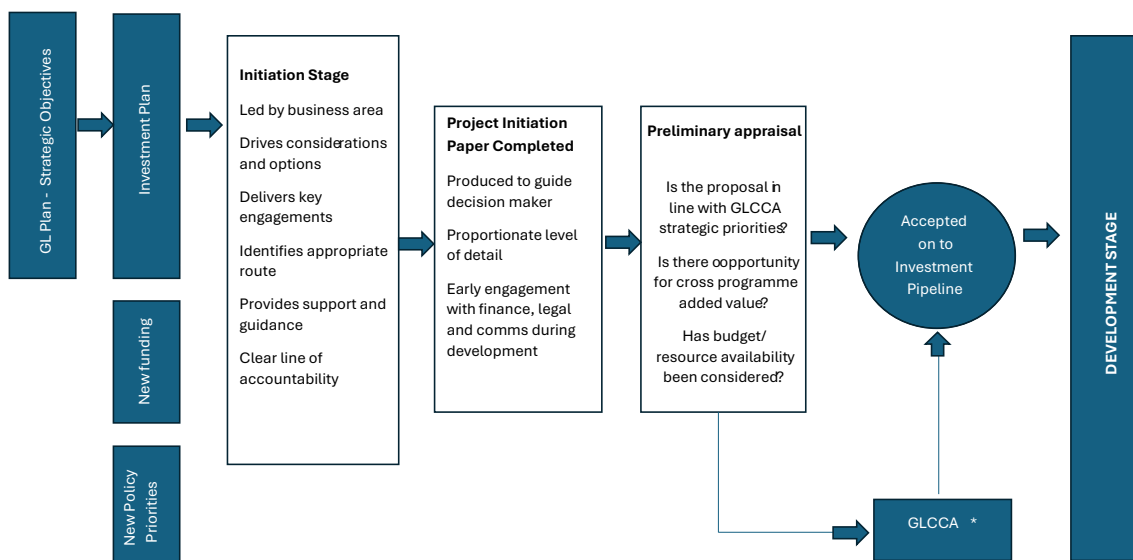 GL Plan - Strategic Objectives
Investment Plan
New funding
New Policy
Priorities
Initiation Stage
Led by business area
Drives considerations
and options
Delivers key
engagements
Identifies appropriate
route
Provides support and
guidance
Clear line of
accountability
Project Initiation
Paper Completed
Produced to guide
decision maker
Proportionate level
of detail
Early engagement
with finance, legal
and comms during
development
Preliminary appraisal
Is the proposal in
line with GLCCA
strategic priorities?
Is there oopportunity
for cross programme
added value?
Has budget/
resource availability
been considered?
Accepted
on to
Investment
Pipeline
GLCCA *
DEVELOPMENT STAGE